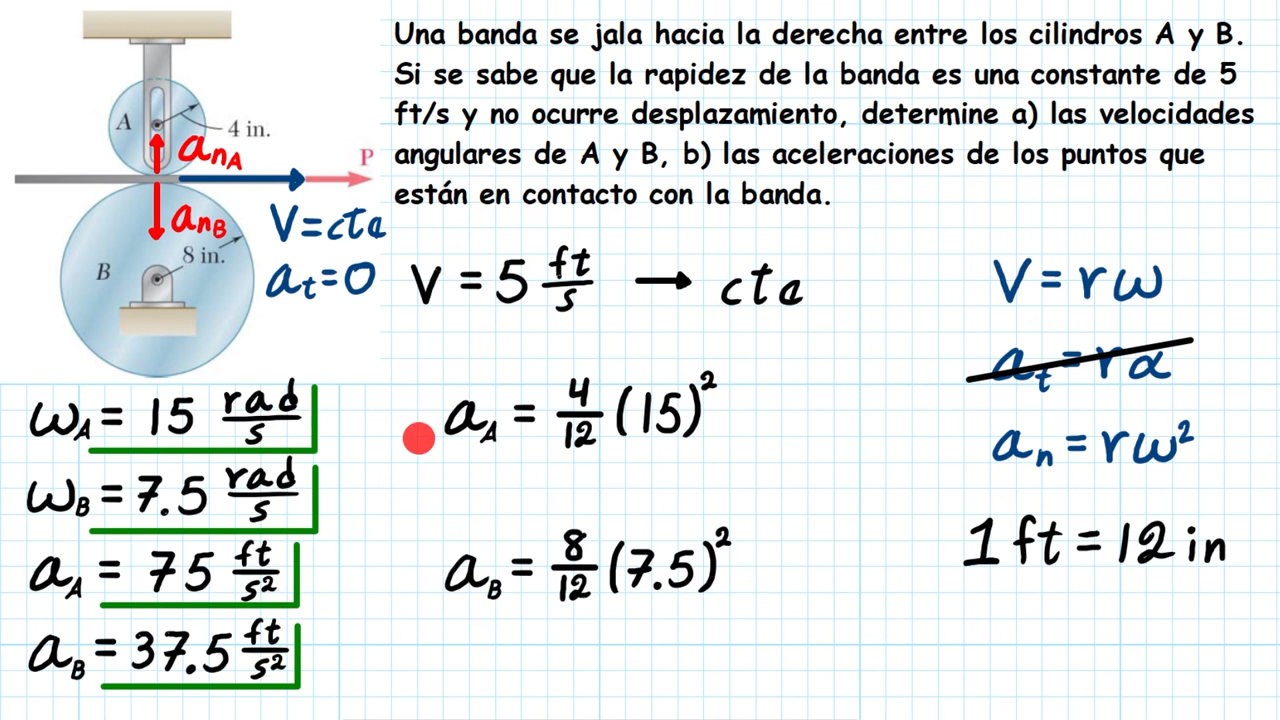 Una banda se jala hacia la derecha entre los cilindros A y B.
Si se sabe que la rapidez de la banda es una constante de 5
ft/s y no ocurre desplazamiento, determine a) las velocidades
angulares de A y B, b) las aceleraciones de los puntos que
están en contacto con la banda.
A
4 in.
a_{nA}
P
a_{nB}
V = cte
8 in.
B
a_t = 0
V = 5 ft/s → cte
V = rω
a_t = rα
a_n = rω²
1 ft = 12 in
ω_A = 15 rad/s
ω_B = 7.5 rad/s
a_A = 75 ft/s²
a_B = 37.5 ft/s²
a_A = 4/12 (15)²
a_B = 8/12 (7.5)²